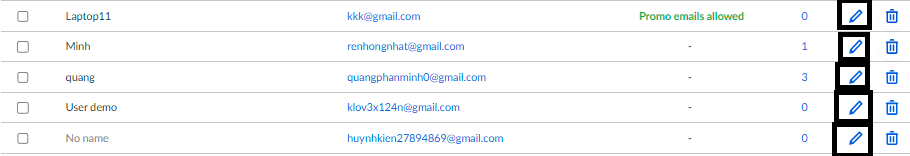 Laptop11 kkk@gmail.com Promo emails allowed 0
Minh renhongnhat@gmail.com - 1
quang quangphanminh0@gmail.com - 3
User demo klov3x124n@gmail.com - 0
No name huynhkien27894869@gmail.com - 0